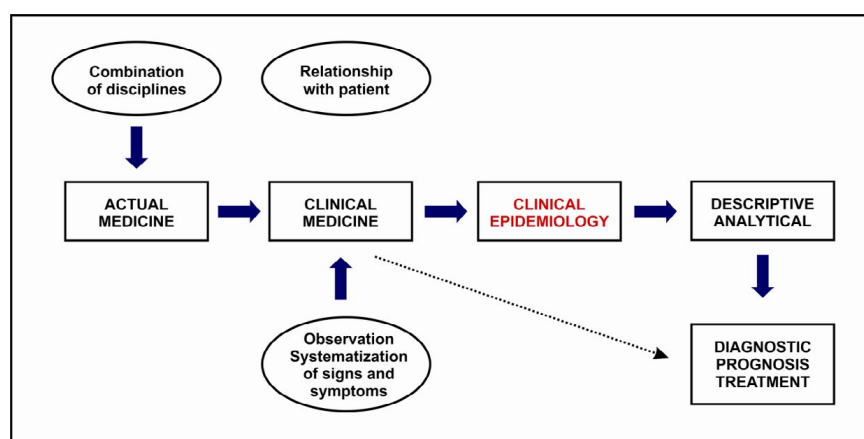 Combination
of disciplines
Relationship
with patient
ACTUAL
MEDICINE
CLINICAL
MEDICINE
CLINICAL
EPIDEMIOLOGY
DESCRIPTIVE
ANALYTICAL
Observation
Systematization
of signs and
symptoms
DIAGNOSTIC
PROGNOSIS
TREATMENT